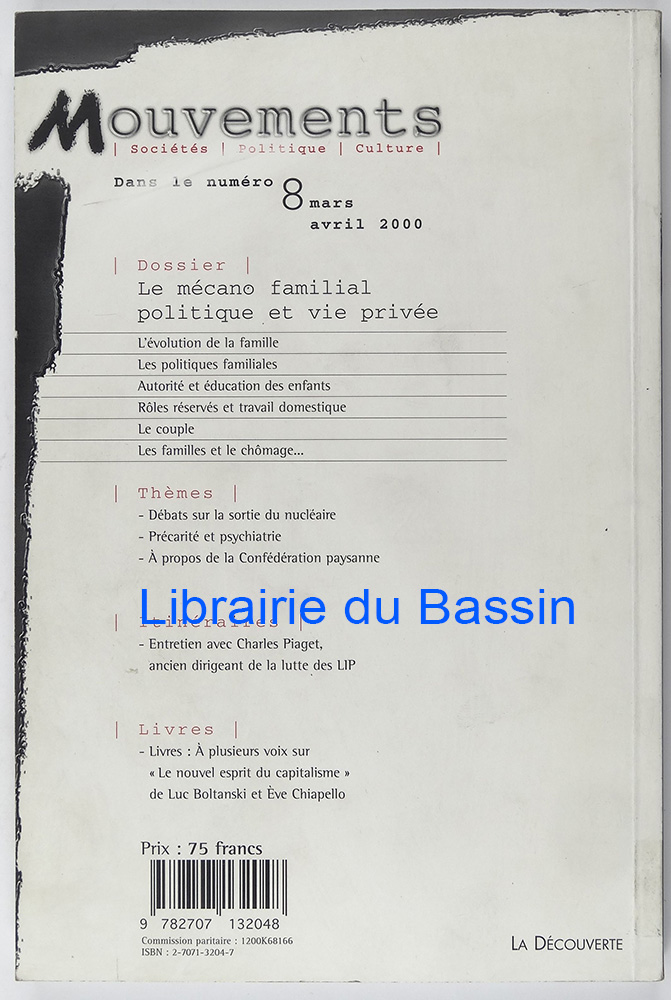 Mouvements
| Sociétés | Politique | Culture |
Dans le numéro 8 mars
avril 2000
| Dossier |
Le mécano familial
politique et vie privée
L'évolution de la famille
Les politiques familiales
Autorité et éducation des enfants
Rôles réservés et travail domestique
Le couple
Les familles et le chômage...
| Thèmes |
- Débats sur la sortie du nucléaire
- Précarité et psychiatrie
- À propos de la Confédération paysanne
Librairie du Bassin
| Itinéraires |
- Entretien avec Charles Piaget,
ancien dirigeant de la lutte des LIP
| Livres |
- Livres : À plusieurs voix sur
« Le nouvel esprit du capitalisme »
de Luc Boltanski et Ève Chiapello
Prix : 75 francs
9 782707 132048
Commission paritaire : 1200K68166
ISBN : 2-7071-3204-7
LA DÉCOUVERTE